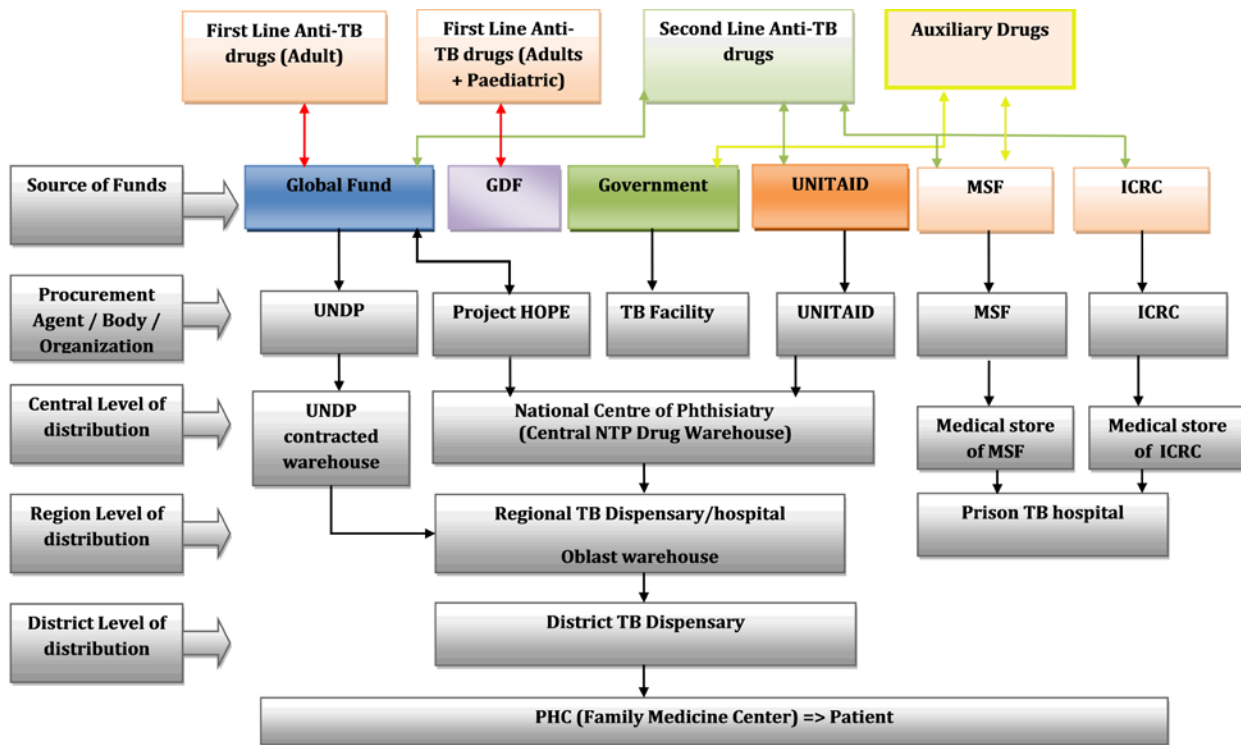 First Line Anti-TB
drugs (Adult)
First Line Anti-
TB drugs (Adults
+ Paediatric)
Second Line Anti-TB
drugs
Auxiliary Drugs
Source of Funds
Global Fund
GDF
Government
UNITAID
MSF
ICRC
Procurement
Agent / Body /
Organization
UNDP
Project HOPE
TB Facility
UNITAID
MSF
ICRC
Central Level of
distribution
UNDP
contracted
warehouse
National Centre of Phthisiatry
(Central NTP Drug Warehouse)
Medical store
of MSF
Medical store
of ICRC
Region Level of
distribution
Regional TB Dispensary/hospital
Oblast warehouse
Prison TB hospital
District Level of
distribution
District TB Dispensary
PHC (Family Medicine Center) => Patient